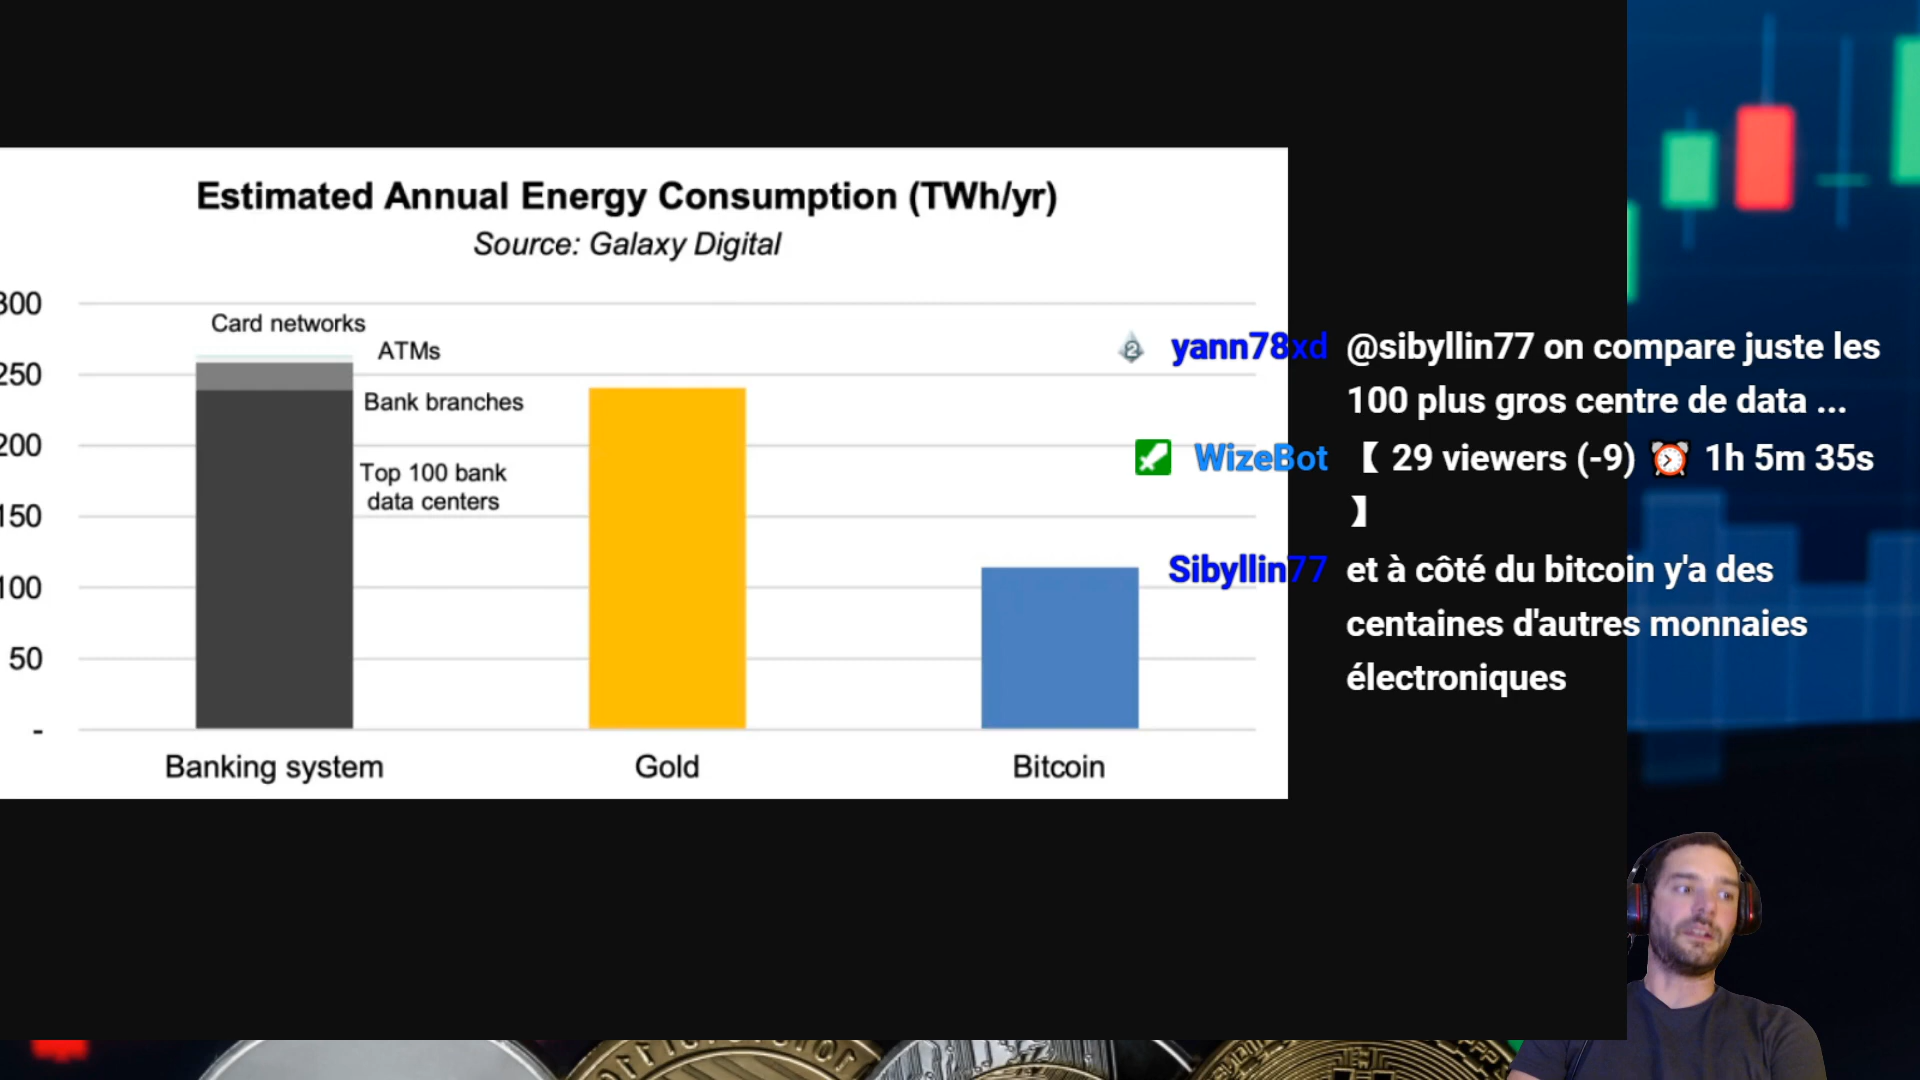 Estimated Annual Energy Consumption (TWh/yr)
Source: Galaxy Digital
300
Card networks
ATMs
250
Bank branches
200
Top 100 bank
data centers
150
100
50
-
Banking system
Gold
Bitcoin
yann78xd @sibyllin77 on compare juste les
100 plus gros centre de data ...
WizeBot 【 29 viewers (-9) ⏰ 1h 5m 35s
】
Sibyllin77 et à côté du bitcoin y'a des
centaines d'autres monnaies
électroniques